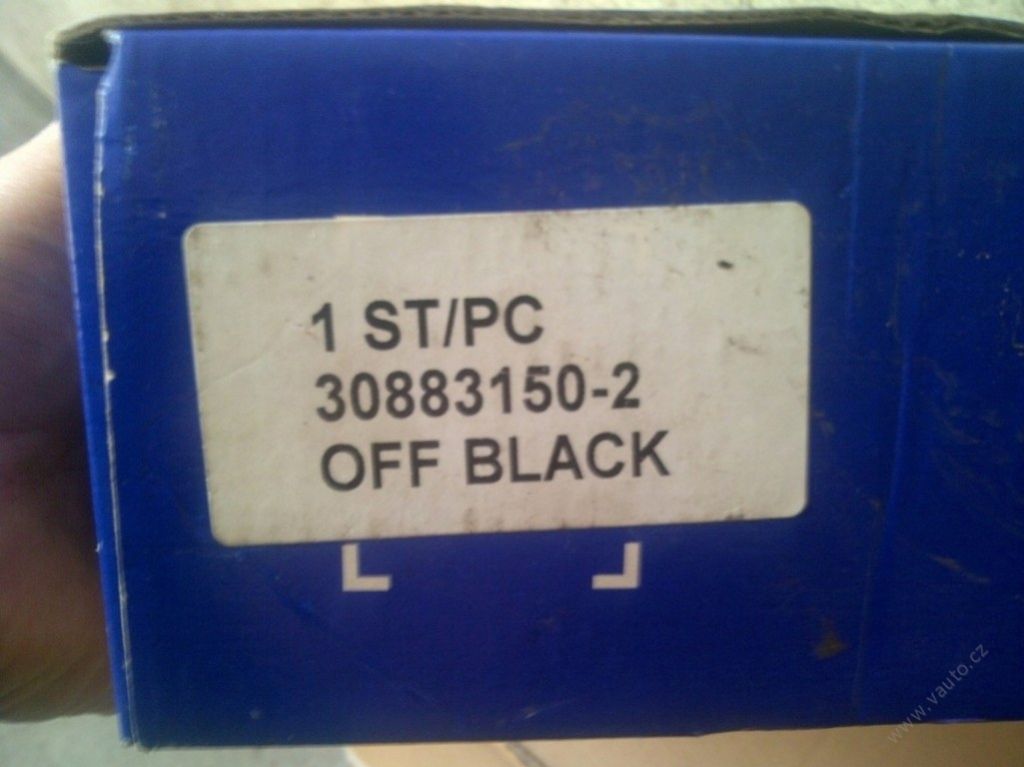 1 ST/PC
30883150-2
OFF BLACK
www.vauto.cz